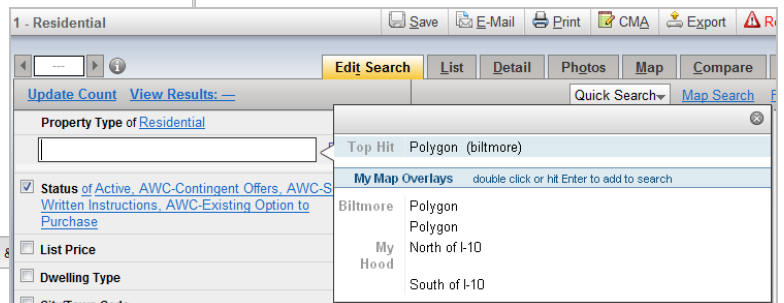 1 - Residential
Save E-Mail Print CMA Export
--- 
Edit Search List Detail Photos Map Compare
Update Count View Results: —
Quick Search Map Search
Property Type of Residential
Top Hit Polygon (biltmore)
My Map Overlays double click or hit Enter to add to search
Status of Active, AWC-Contingent Offers, AWC-S
Written Instructions, AWC-Existing Option to
Purchase
Biltmore Polygon
Polygon
My Hood North of I-10
South of I-10
List Price
Dwelling Type